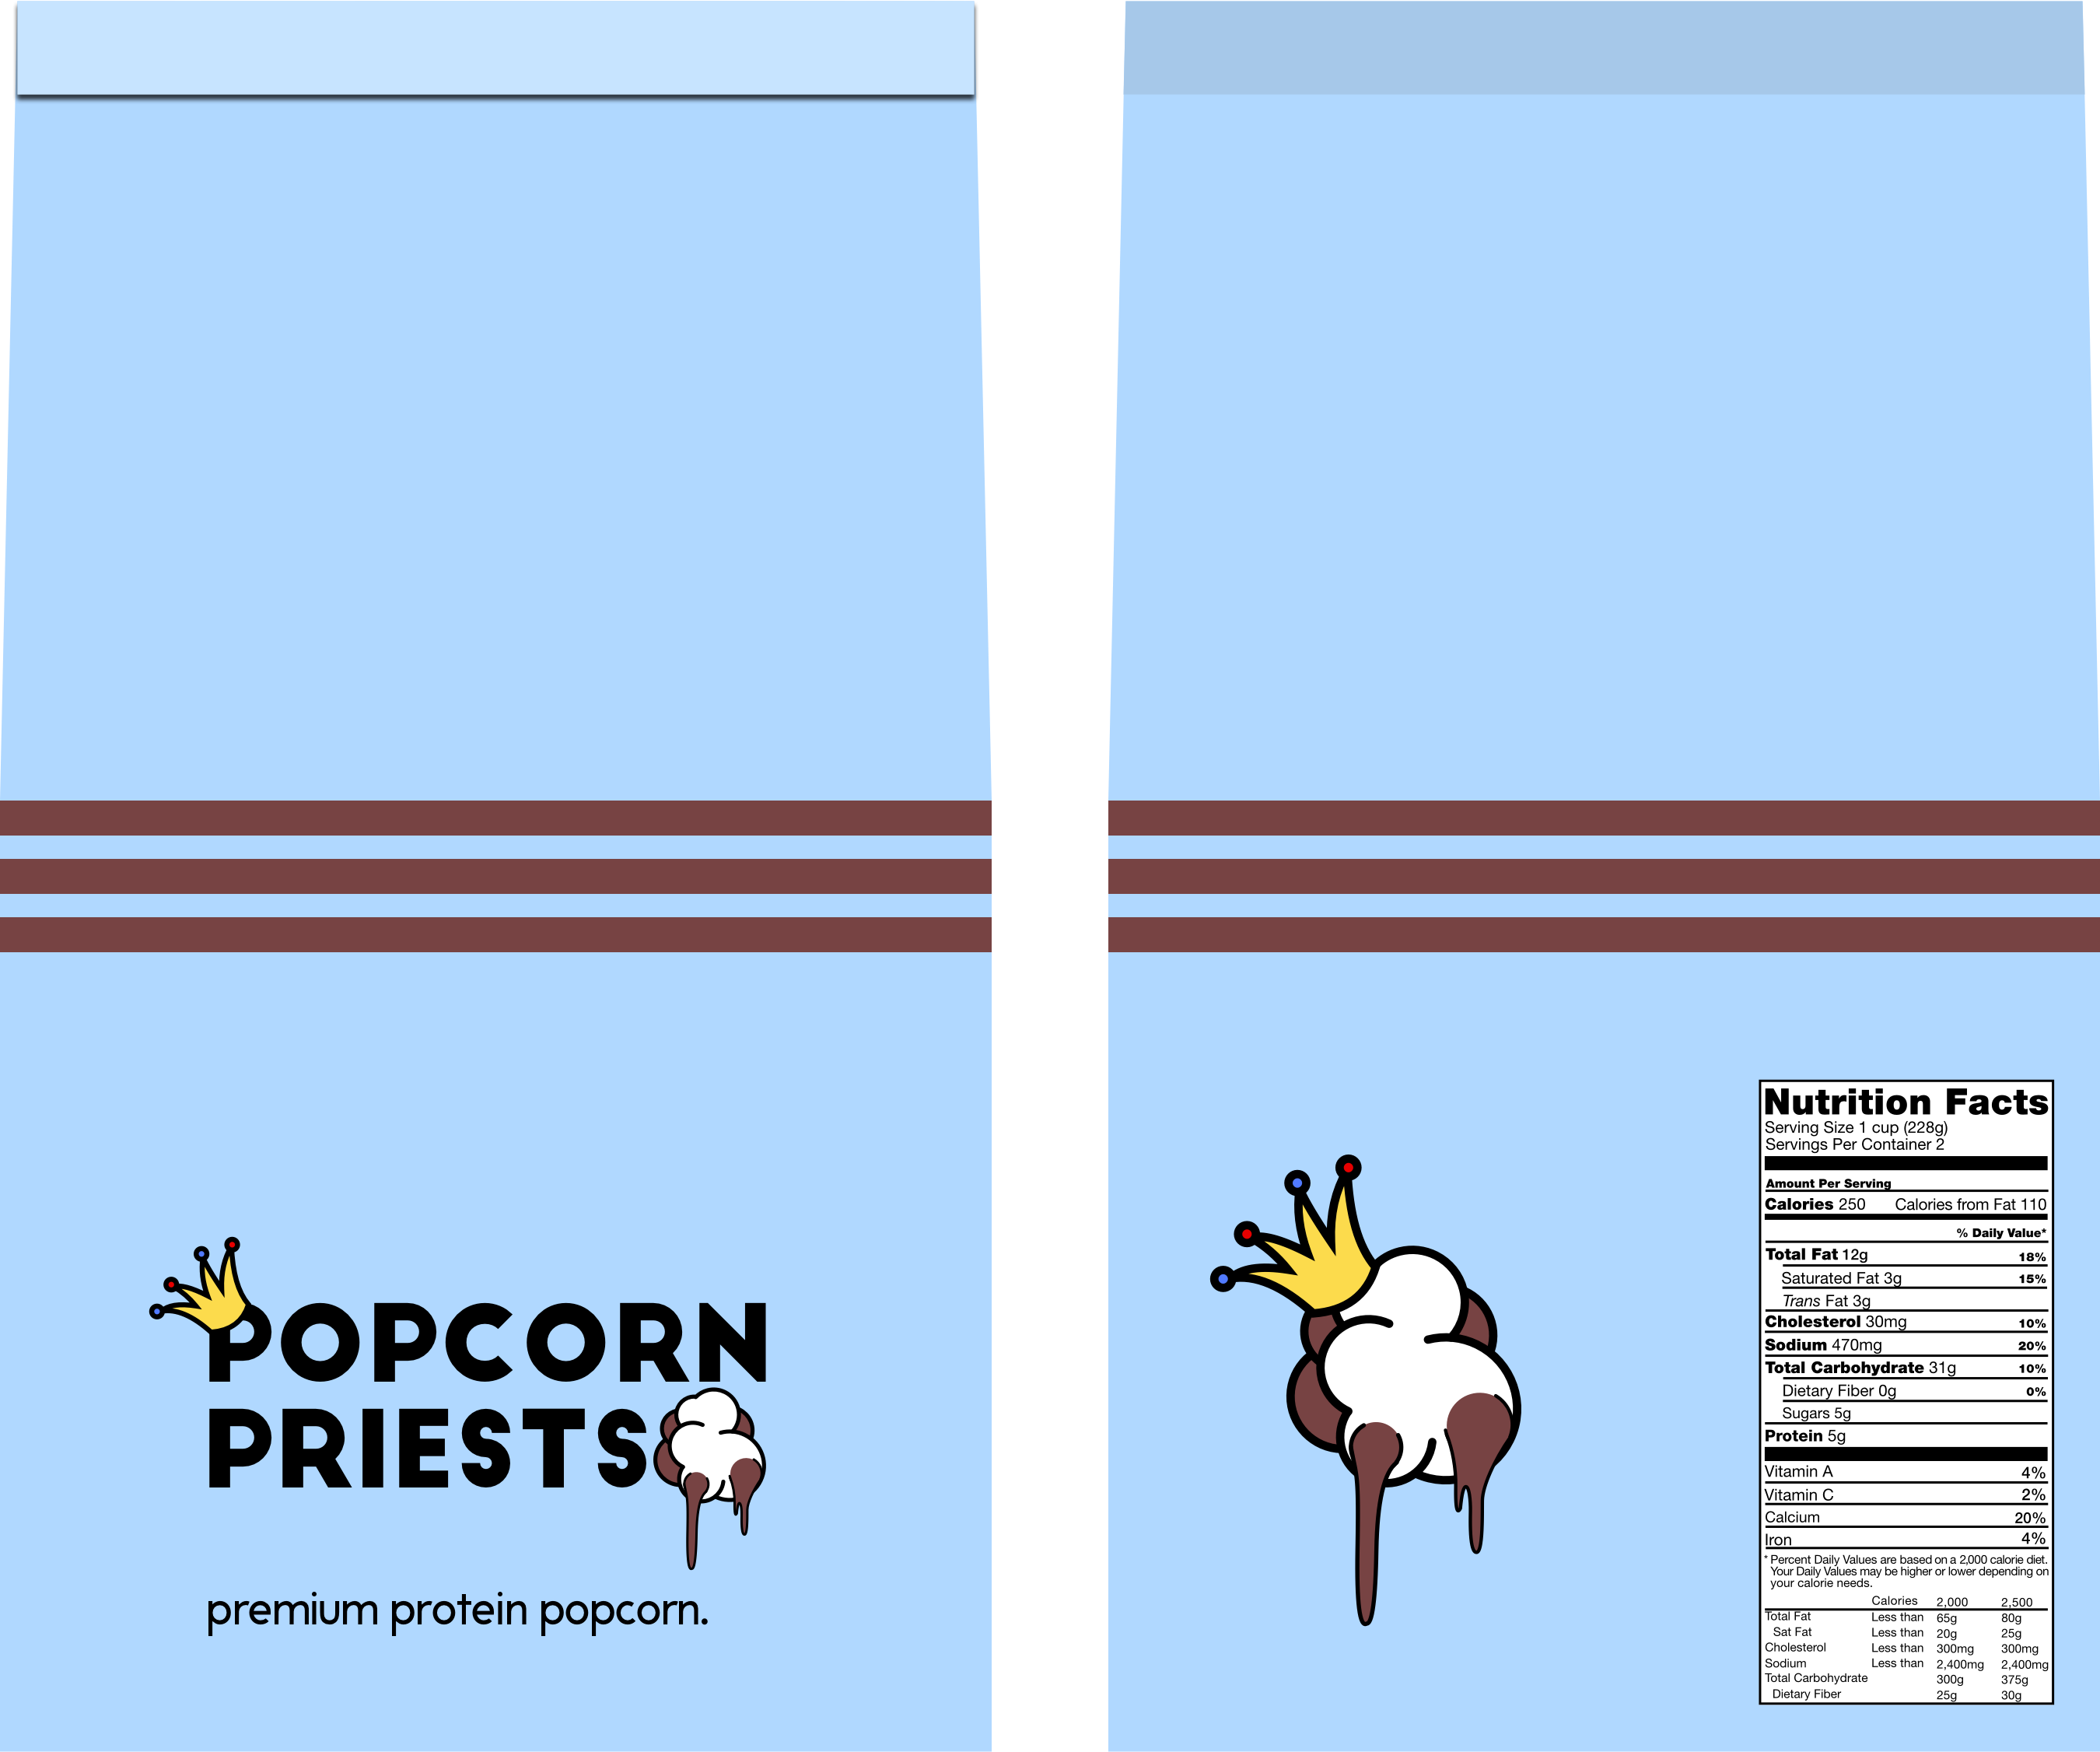 POPCORN
PRIESTS
premium protein popcorn.
Nutrition Facts
Serving Size 1 cup (228g)
Servings Per Container 2
Amount Per Serving
Calories 250 Calories from Fat 110
% Daily Value*
Total Fat 12g 18%
Saturated Fat 3g 15%
Trans Fat 3g
Cholesterol 30mg 10%
Sodium 470mg 20%
Total Carbohydrate 31g 10%
Dietary Fiber 0g 0%
Sugars 5g
Protein 5g
Vitamin A 4%
Vitamin C 2%
Calcium 20%
Iron 4%
* Percent Daily Values are based on a 2,000 calorie diet.
Your Daily Values may be higher or lower depending on
your calorie needs.
Calories 2,000 2,500
Total Fat Less than 65g 80g
Sat Fat Less than 20g 25g
Cholesterol Less than 300mg 300mg
Sodium Less than 2,400mg 2,400mg
Total Carbohydrate 300g 375g
Dietary Fiber 25g 30g